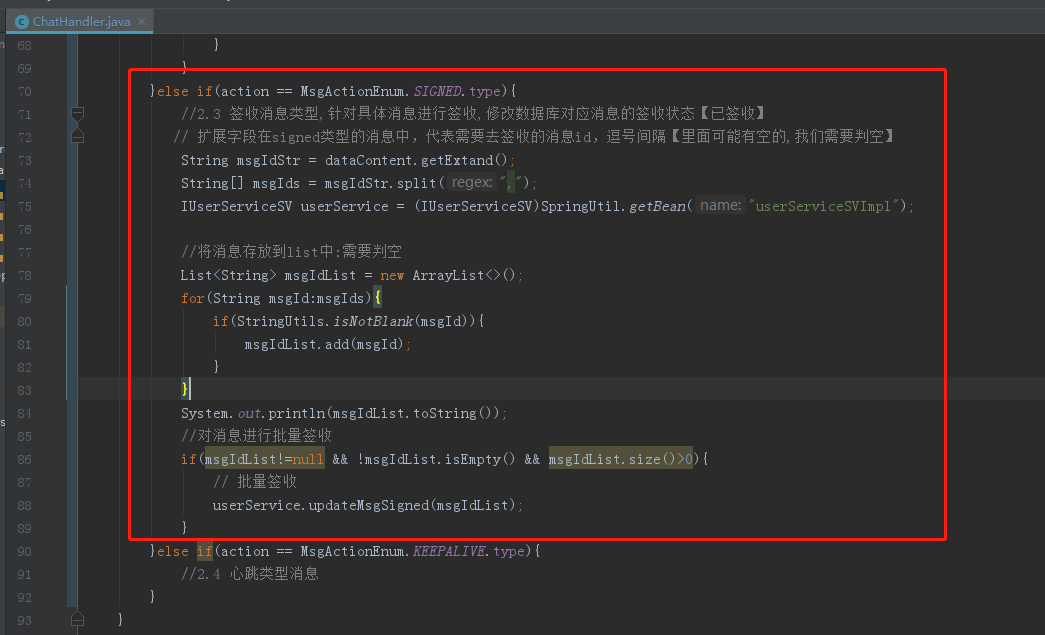 ChatHandler.java
68 }
69 }
70 }else if(action == MsgActionEnum.SIGNED.type){
71 //2.3 签收消息类型,针对具体消息进行签收,修改数据库对应消息的签收状态【已签收】
72 // 扩展字段在signed类型的消息中，代表需要去签收的消息id，逗号间隔【里面可能有空的,我们需要判空】
73 String msgIdStr = dataContent.getExtand();
74 String[] msgIds = msgIdStr.split( regex: ",");
75 IUserServiceSV userService = (IUserServiceSV)SpringUtil.getBean( name: "userServiceSVImpl");
76
77 //将消息存放到list中:需要判空
78 List<String> msgIdList = new ArrayList<>();
79 for(String msgId:msgIds){
80 if(StringUtils.isNotBlank(msgId)){
81 msgIdList.add(msgId);
82 }
83 }
84 System.out.println(msgIdList.toString());
85 //对消息进行批量签收
86 if(msgIdList!=null && !msgIdList.isEmpty() && msgIdList.size()>0){
87 // 批量签收
88 userService.updateMsgSigned(msgIdList);
89 }
90 }else if(action == MsgActionEnum.KEEPALIVE.type){
91 //2.4 心跳类型消息
92 }
93 }